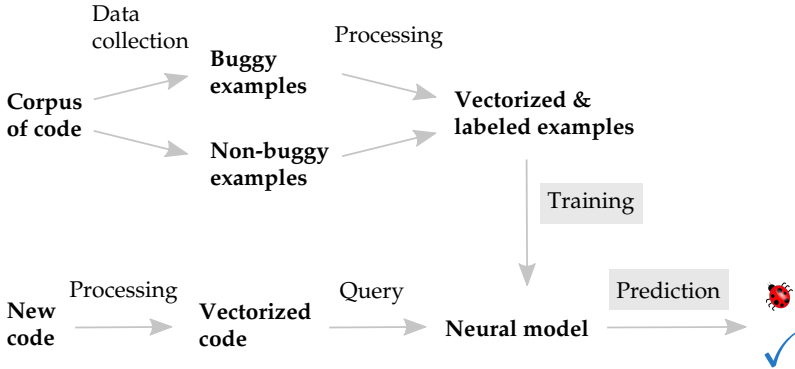 Data
collection
Processing
Buggy
examples
Corpus
of code
Vectorized &
labeled examples
Non-buggy
examples
Training
Processing
Query
Prediction
New
code
Vectorized
code
Neural model